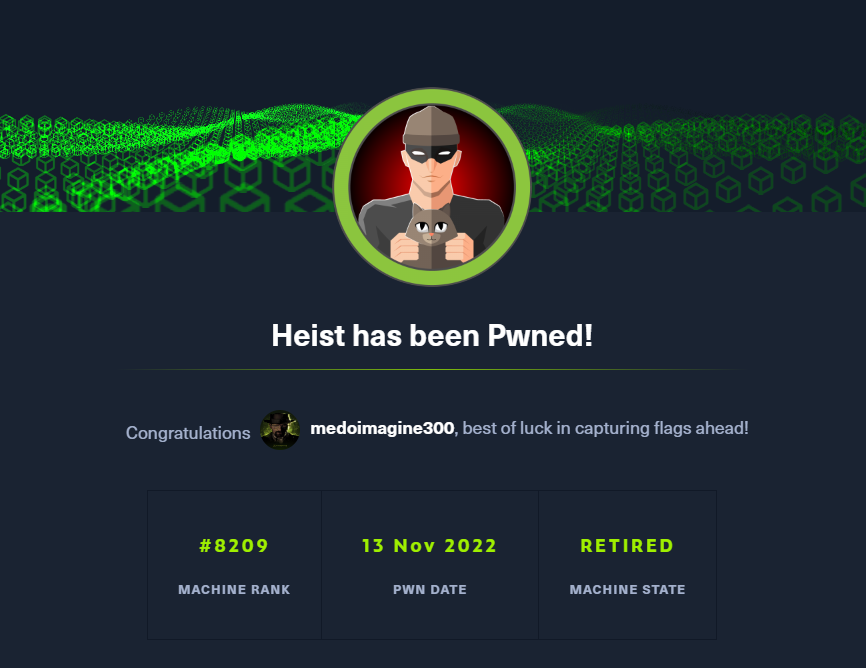 Heist has been Pwned!
Congratulations medoimagine300, best of luck in capturing flags ahead!
#8209 13 Nov 2022 RETIRED
MACHINE RANK PWN DATE MACHINE STATE